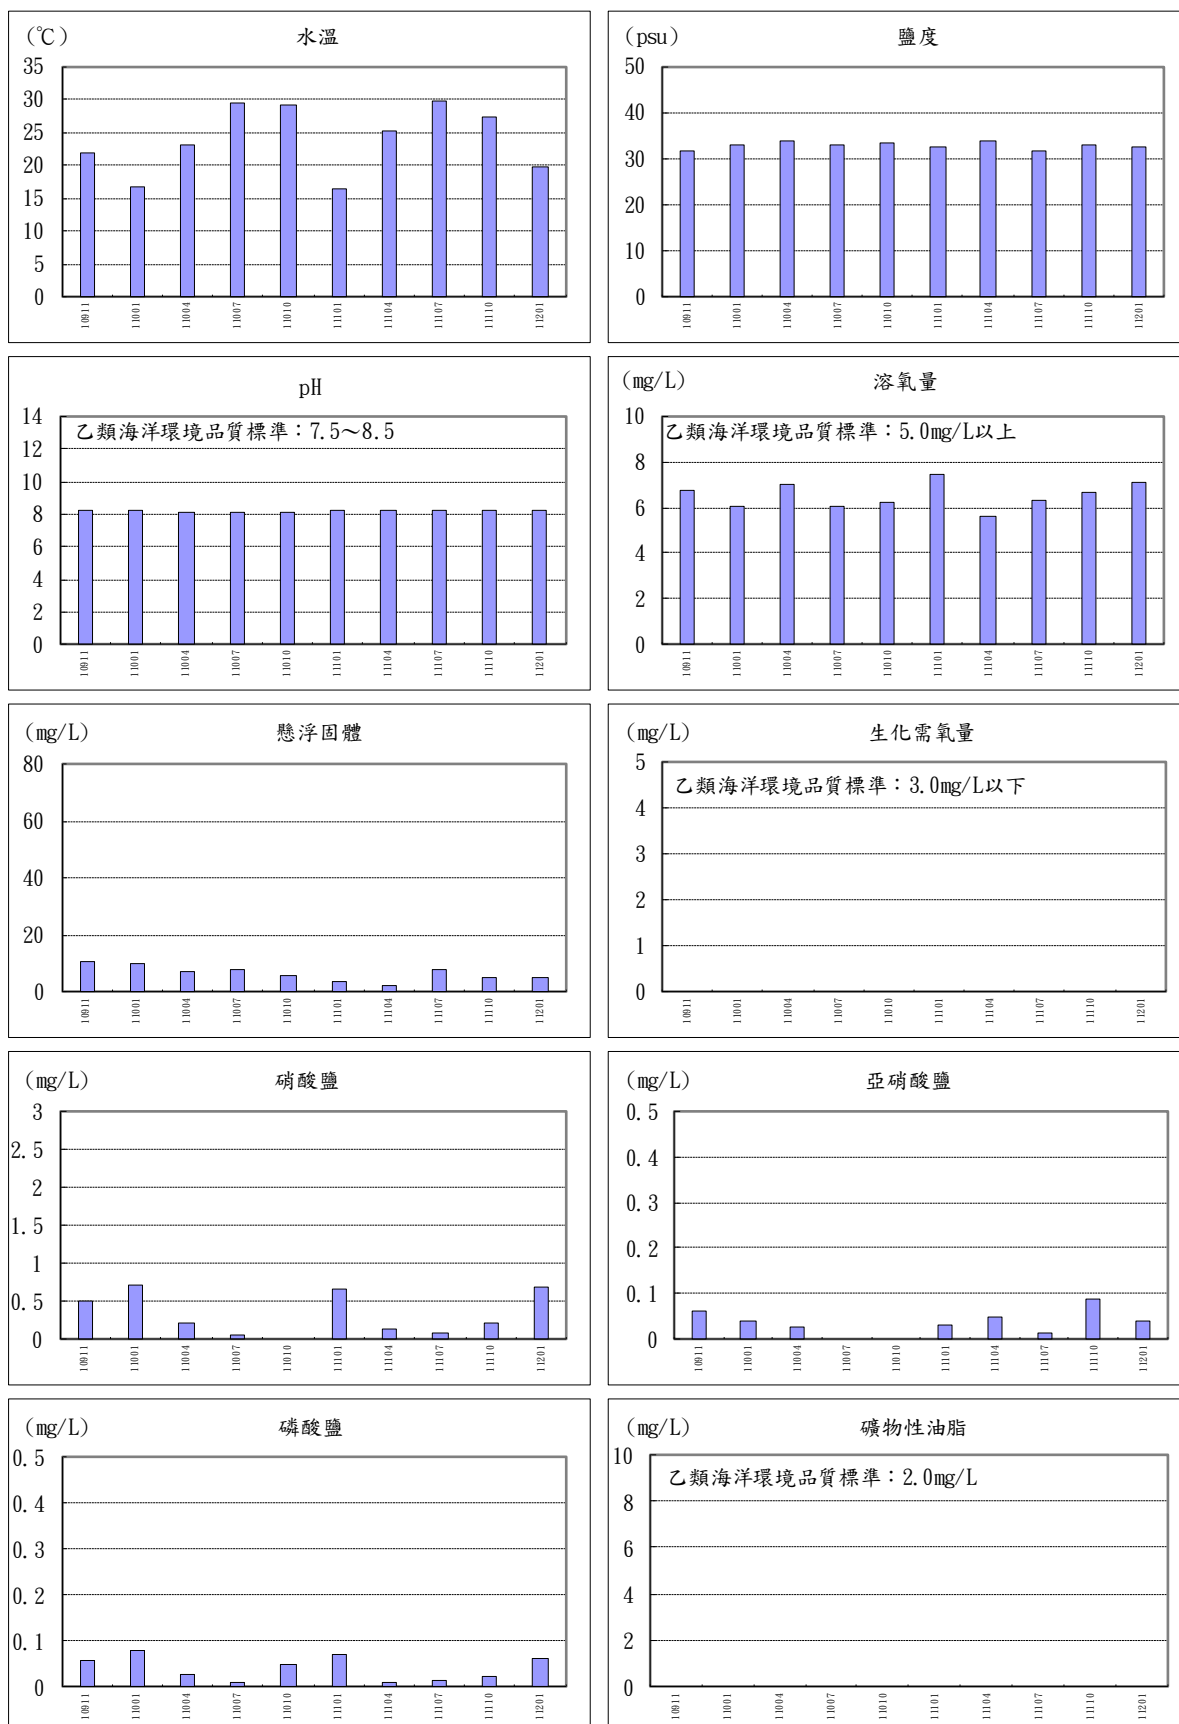 (℃) 水溫
35
30
25
20
15
10
5
0
10911 11001 11004 11007 11010 11101 11104 11107 11110 11201
(psu) 鹽度
50
40
30
20
10
0
10911 11001 11004 11007 11010 11101 11104 11107 11110 11201
pH
14
12
10
8
6
4
2
0
乙類海洋環境品質標準：7.5～8.5
10911 11001 11004 11007 11010 11101 11104 11107 11110 11201
(mg/L) 溶氧量
10
8
6
4
2
0
乙類海洋環境品質標準：5.0mg/L以上
10911 11001 11004 11007 11010 11101 11104 11107 11110 11201
(mg/L) 懸浮固體
80
60
40
20
0
10911 11001 11004 11007 11010 11101 11104 11107 11110 11201
(mg/L) 生化需氧量
5
4
3
2
1
0
乙類海洋環境品質標準：3.0mg/L以下
10911 11001 11004 11007 11010 11101 11104 11107 11110 11201
(mg/L) 硝酸鹽
3
2.5
2
1.5
1
0.5
0
10911 11001 11004 11007 11010 11101 11104 11107 11110 11201
(mg/L) 亞硝酸鹽
0.5
0.4
0.3
0.2
0.1
0
10911 11001 11004 11007 11010 11101 11104 11107 11110 11201
(mg/L) 磷酸鹽
0.5
0.4
0.3
0.2
0.1
0
10911 11001 11004 11007 11010 11101 11104 11107 11110 11201
(mg/L) 礦物性油脂
10
8
6
4
2
0
乙類海洋環境品質標準：2.0mg/L
10911 11001 11004 11007 11010 11101 11104 11107 11110 11201